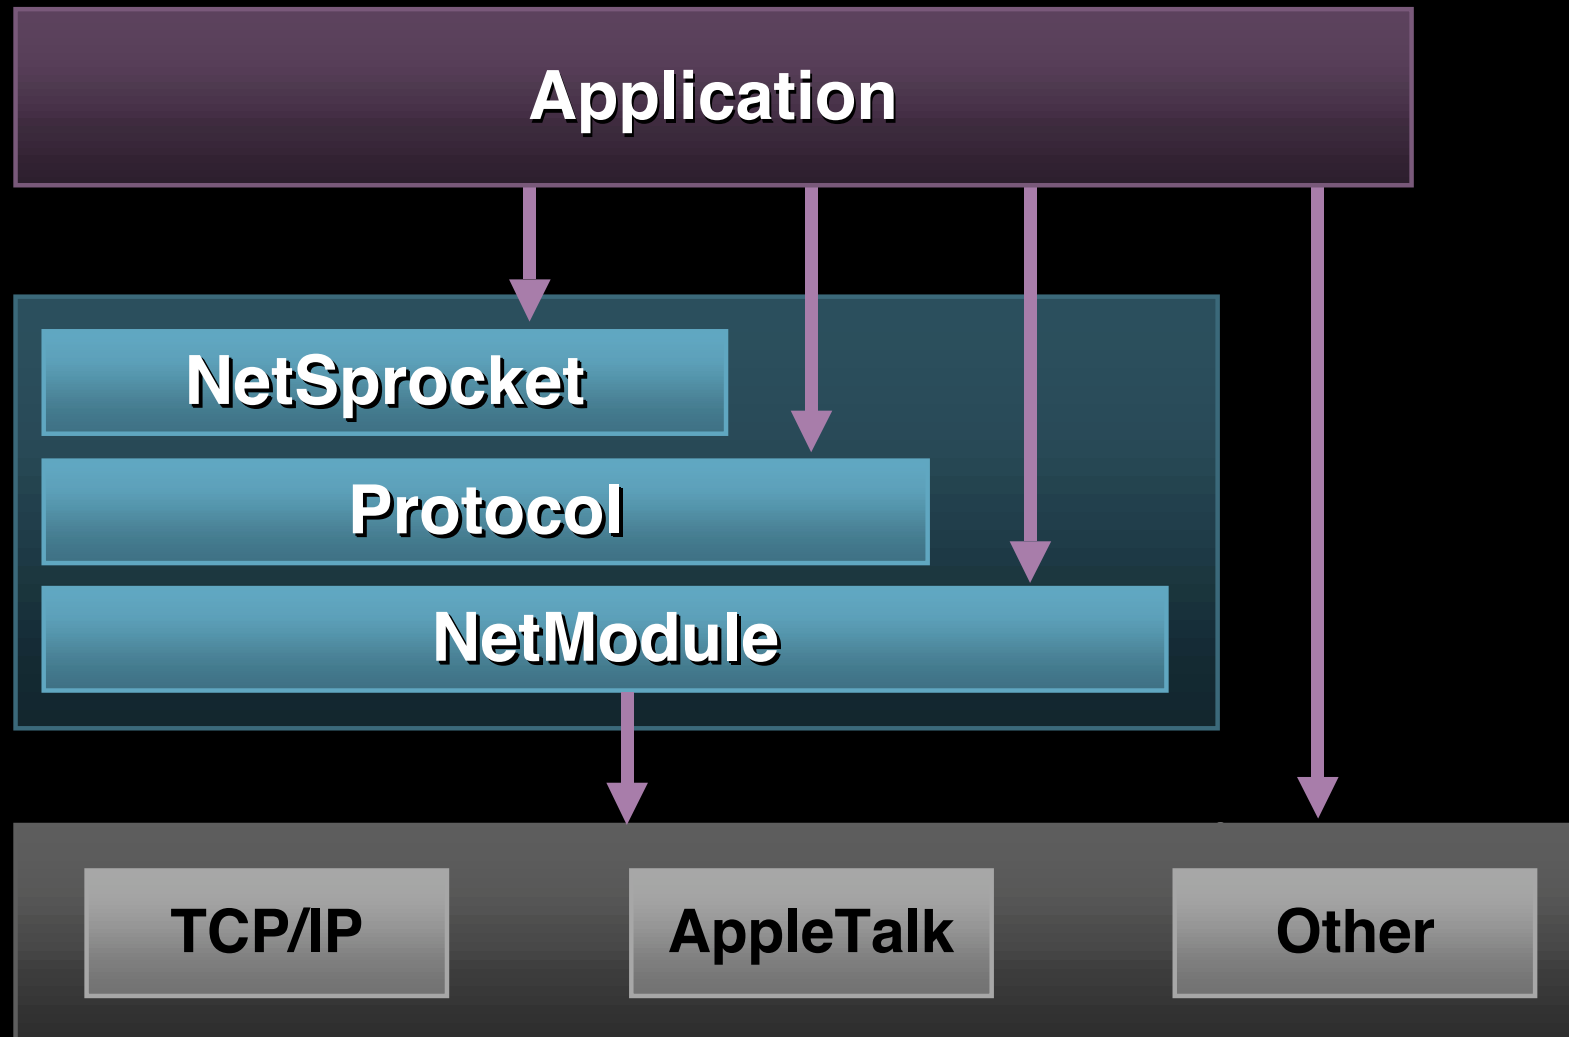 Application
NetSprocket
Protocol
NetModule
TCP/IP
AppleTalk
Other